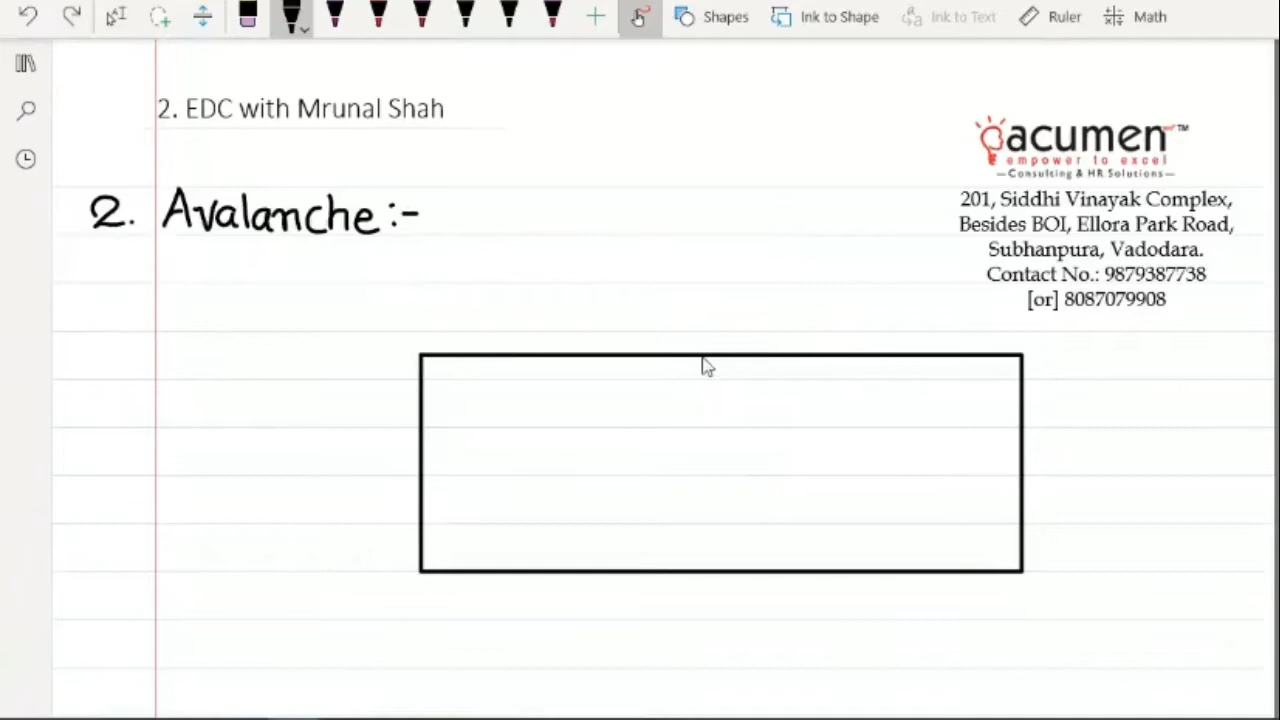 Shapes Ink to Shape Ink to Text Ruler Math
2. EDC with Mrunal Shah
acumen™
empower to excel
—Consulting & HR Solutions—
201, Siddhi Vinayak Complex,
Besides BOI, Ellora Park Road,
Subhanpura, Vadodara.
Contact No.: 9879387738
[or] 8087079908
2. Avalanche :-